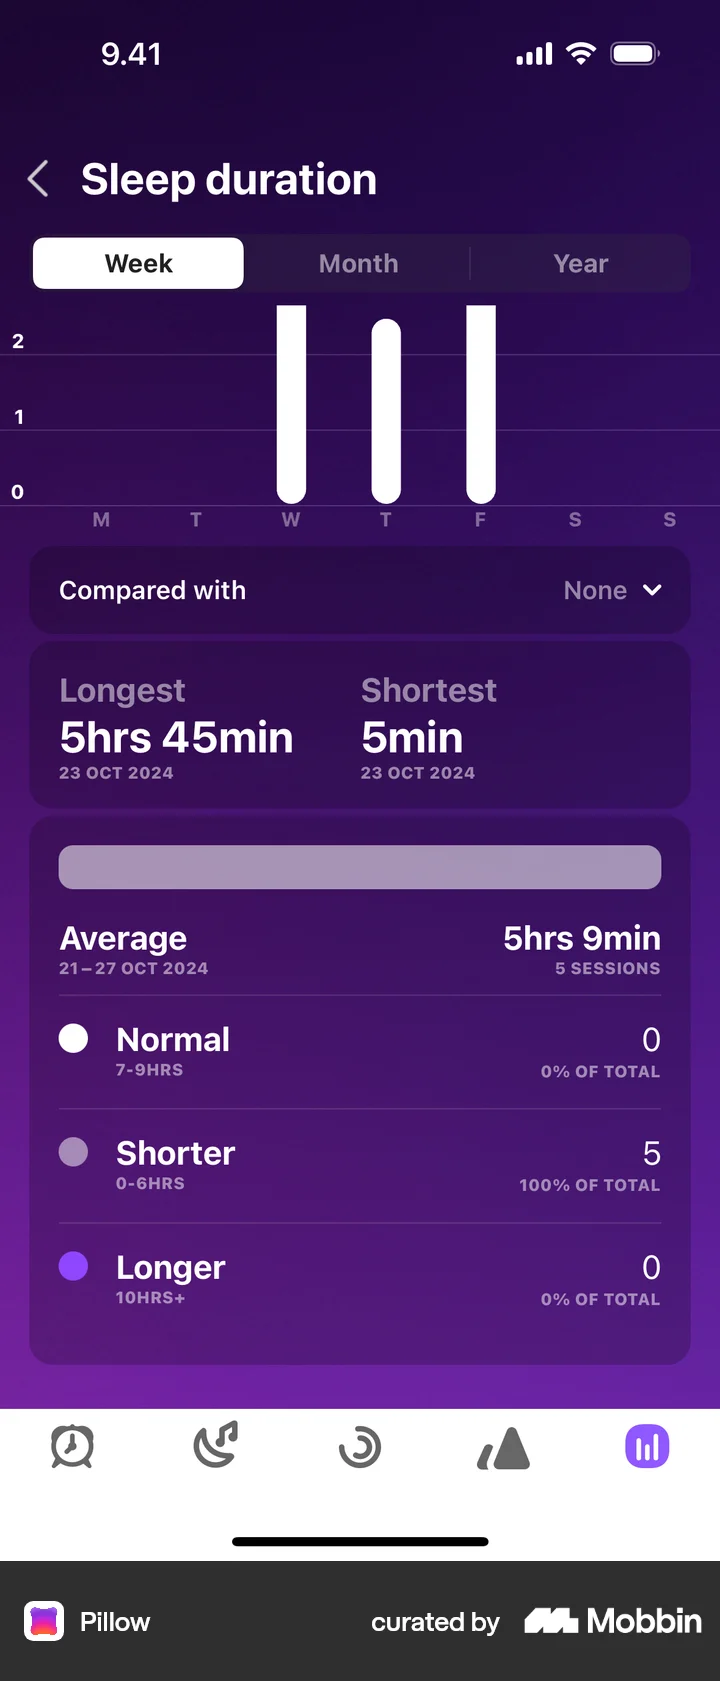 9.41
Sleep duration
Week Month Year
2
1
0
M T W T F S S
Compared with None
Longest Shortest
5hrs 45min 5min
23 OCT 2024 23 OCT 2024
Average 5hrs 9min
21–27 OCT 2024 5 SESSIONS
Normal 0
7-9HRS 0% OF TOTAL
Shorter 5
0-6HRS 100% OF TOTAL
Longer 0
10HRS+ 0% OF TOTAL
Pillow curated by Mobbin